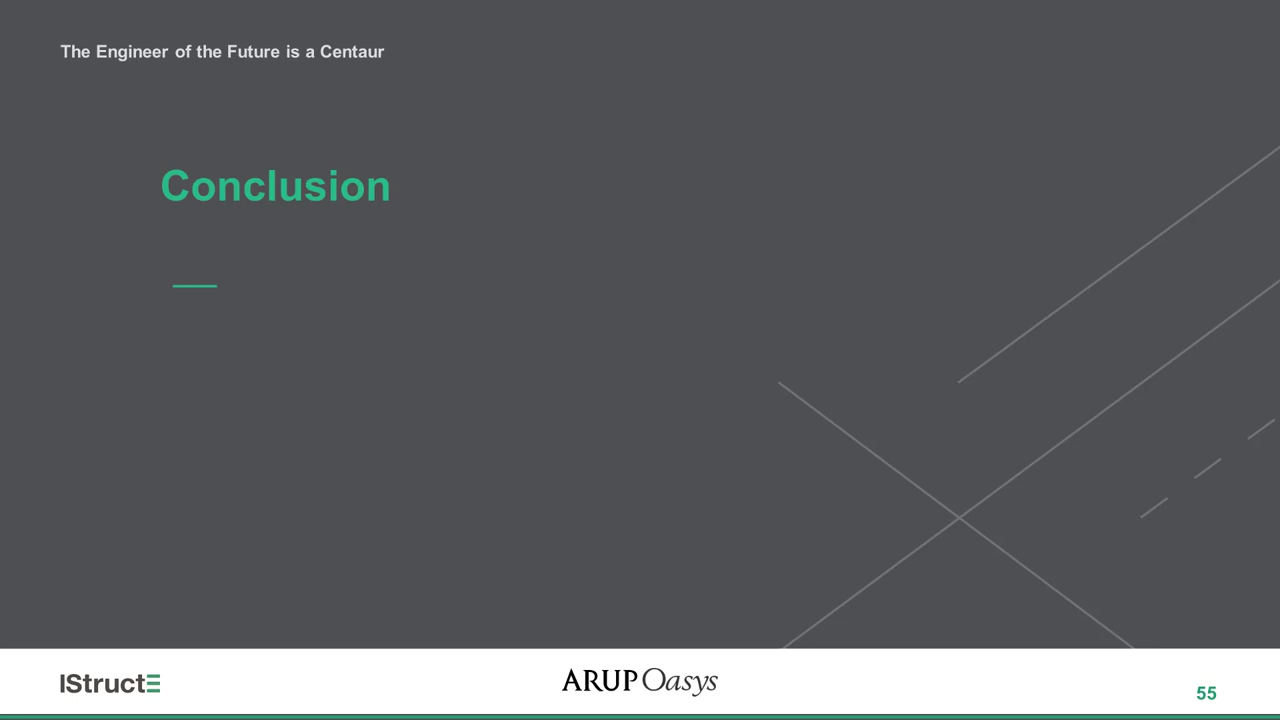 The Engineer of the Future is a Centaur
Conclusion
IStructE
ARUP Oasys
55